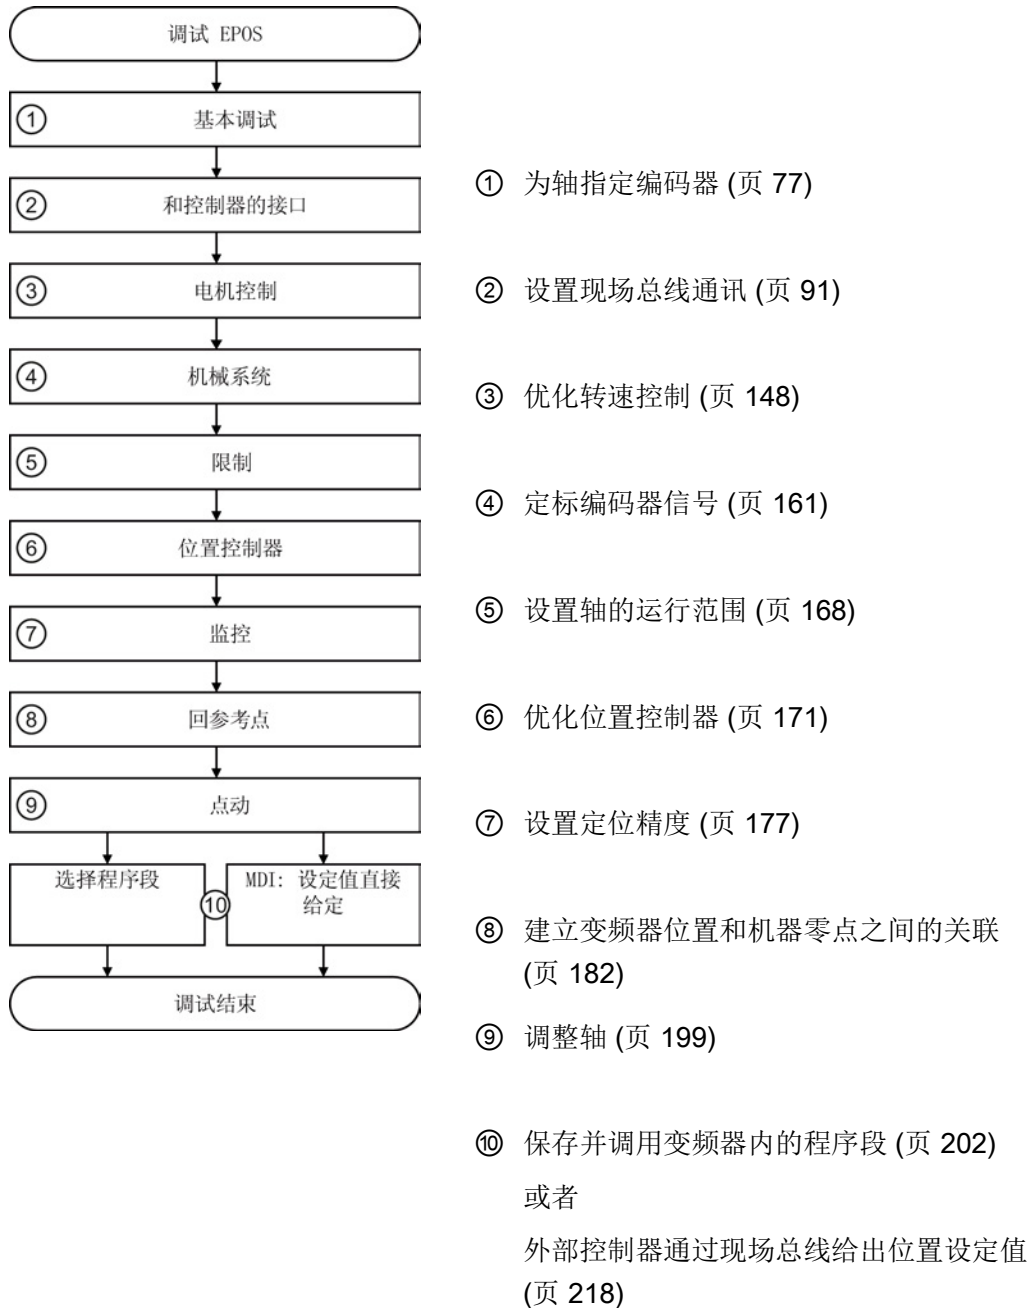 调试 EPOS
① 基本调试
② 和控制器的接口
③ 电机控制
④ 机械系统
⑤ 限制
⑥ 位置控制器
⑦ 监控
⑧ 回参考点
⑨ 点动
选择程序段
⑩
MDI: 设定值直接
给定
调试结束
① 为轴指定编码器 (页 77)
② 设置现场总线通讯 (页 91)
③ 优化转速控制 (页 148)
④ 定标编码器信号 (页 161)
⑤ 设置轴的运行范围 (页 168)
⑥ 优化位置控制器 (页 171)
⑦ 设置定位精度 (页 177)
⑧ 建立变频器位置和机器零点之间的关联
(页 182)
⑨ 调整轴 (页 199)
⑩ 保存并调用变频器内的程序段 (页 202)
或者
外部控制器通过现场总线给出位置设定值
(页 218)